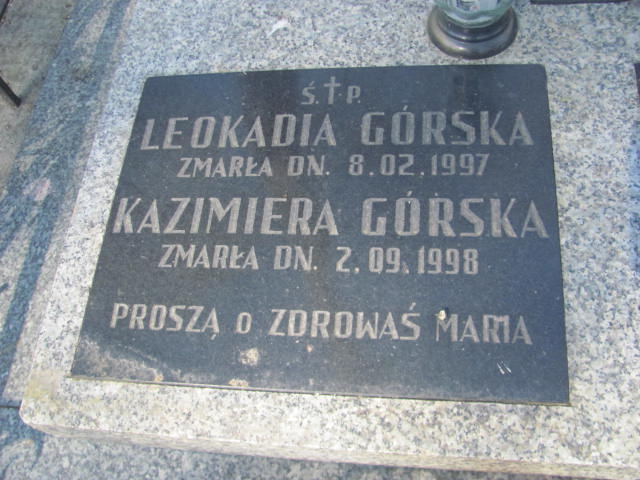 Ś.†P.
LEOKADIA GÓRSKA
ZMARŁA DN. 8.02.1997
KAZIMIERA GÓRSKA
ZMARŁA DN. 2.09.1998
PROSZĄ o ZDROWAŚ MARIA